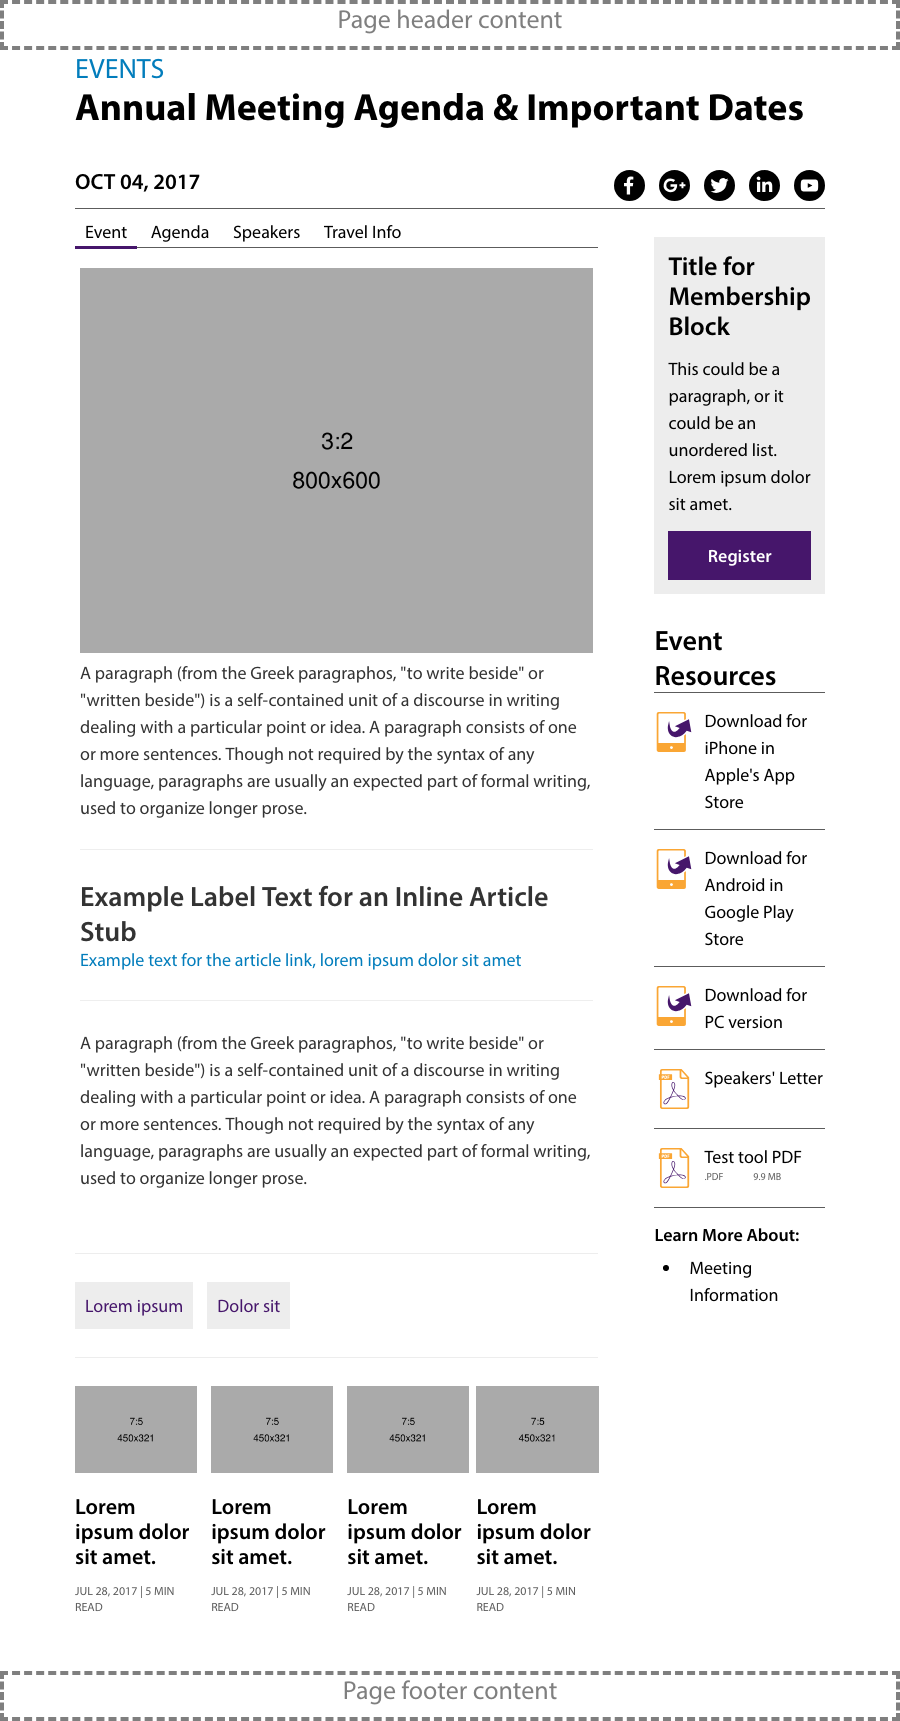 Page header content
EVENTS
Annual Meeting Agenda & Important Dates
OCT 04, 2017
Event Agenda Speakers Travel Info
3:2
800x600
A paragraph (from the Greek paragraphos, "to write beside" or
"written beside") is a self-contained unit of a discourse in writing
dealing with a particular point or idea. A paragraph consists of one
or more sentences. Though not required by the syntax of any
language, paragraphs are usually an expected part of formal writing,
used to organize longer prose.
Example Label Text for an Inline Article
Stub
Example text for the article link, lorem ipsum dolor sit amet
A paragraph (from the Greek paragraphos, "to write beside" or
"written beside") is a self-contained unit of a discourse in writing
dealing with a particular point or idea. A paragraph consists of one
or more sentences. Though not required by the syntax of any
language, paragraphs are usually an expected part of formal writing,
used to organize longer prose.
Lorem ipsum Dolor sit
7:5
450x321
Lorem
ipsum dolor
sit amet.
JUL 28, 2017 | 5 MIN
READ
7:5
450x321
Lorem
ipsum dolor
sit amet.
JUL 28, 2017 | 5 MIN
READ
7:5
450x321
Lorem
ipsum dolor
sit amet.
JUL 28, 2017 | 5 MIN
READ
7:5
450x321
Lorem
ipsum dolor
sit amet.
JUL 28, 2017 | 5 MIN
READ
Title for
Membership
Block
This could be a
paragraph, or it
could be an
unordered list.
Lorem ipsum dolor
sit amet.
Register
Event
Resources
Download for
iPhone in
Apple's App
Store
Download for
Android in
Google Play
Store
Download for
PC version
PDF
Speakers' Letter
PDF
Test tool PDF
.PDF 9.9 MB
Learn More About:
• Meeting
Information
Page footer content